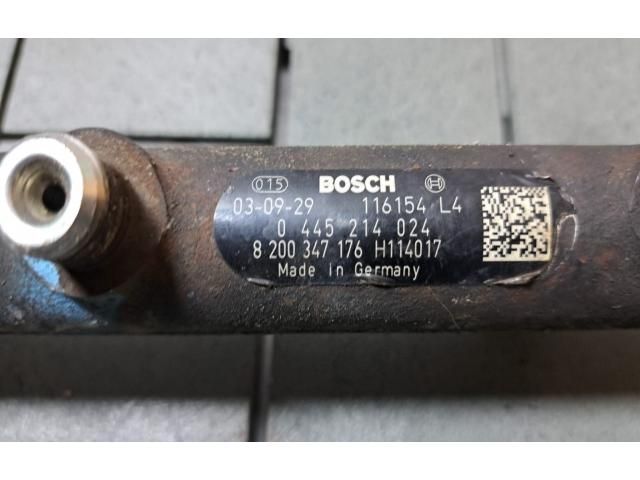 015 BOSCH
03-09-29 116154 L4
0 445 214 024
8 200 347 176 H114017
Made in Germany